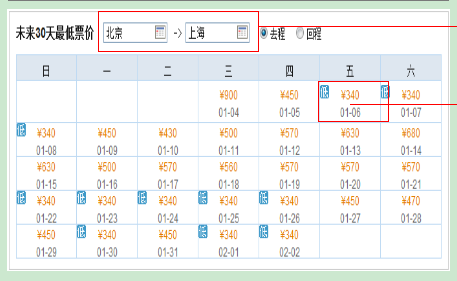 未来30天最低票价 北京 -> 上海 去程 回程
日 一 二 三 四 五 六
¥900 ¥450 低 ¥340 低 ¥340
01-04 01-05 01-06 01-07
低 ¥340 ¥450 ¥430 ¥500 ¥570 ¥630 ¥680
01-08 01-09 01-10 01-11 01-12 01-13 01-14
¥630 ¥500 ¥570 ¥560 ¥570 ¥570 ¥570
01-15 01-16 01-17 01-18 01-19 01-20 01-21
低 ¥340 低 ¥340 低 ¥340 低 ¥340 低 ¥340 ¥450 ¥470
01-22 01-23 01-24 01-25 01-26 01-27 01-28
¥450 低 ¥340 ¥450 低 ¥340 低 ¥340
01-29 01-30 01-31 02-01 02-02